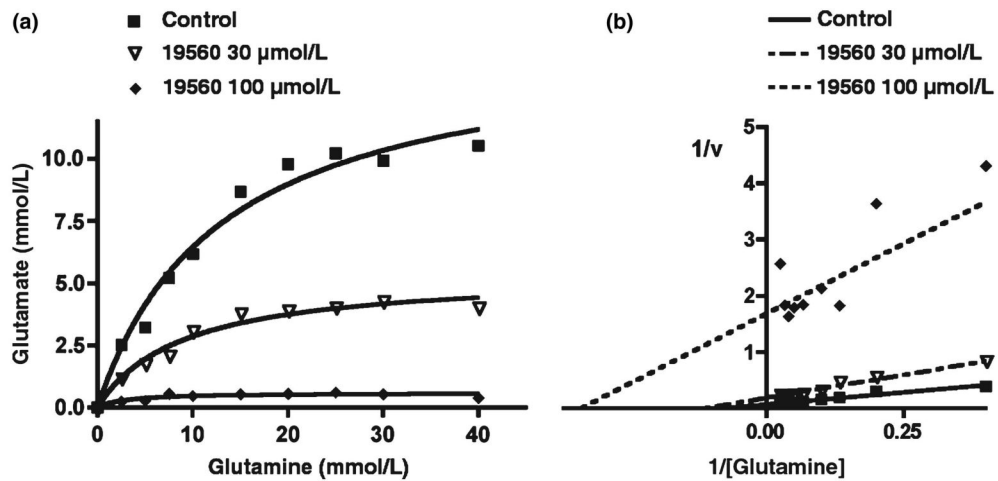 (a)
Control
19560 30 µmol/L
19560 100 µmol/L
Glutamate (mmol/L)
10.0
7.5
5.0
2.5
0.0
0 10 20 30 40
Glutamine (mmol/L)
(b)
Control
19560 30 µmol/L
19560 100 µmol/L
1/v
5
4
3
2
1
0.00 0.25
1/[Glutamine]